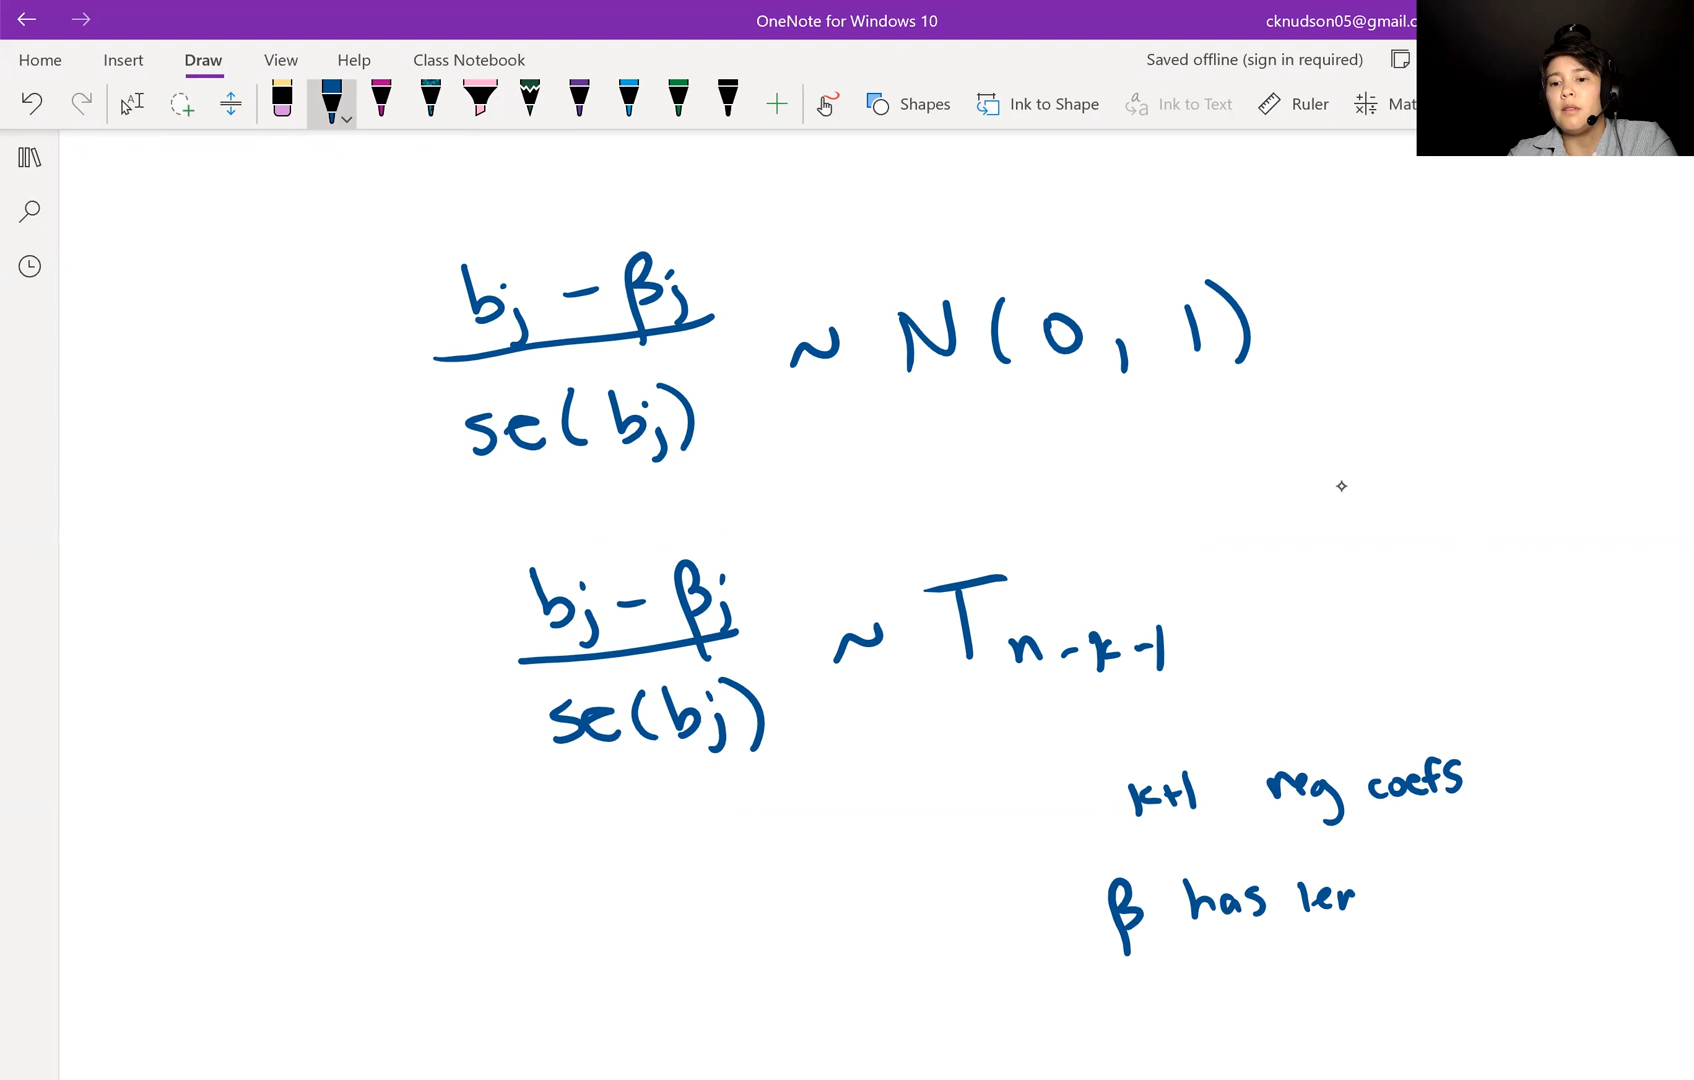 OneNote for Windows 10
cknudson05@gmail.c
Home Insert Draw View Help Class Notebook
Saved offline (sign in required)
Shapes Ink to Shape Ink to Text Ruler Mat
bj - βj
se(bj)
~ N(0, 1)
bj - βj
se(bj)
~ T n-k-1
k+1 reg coefs
β has len